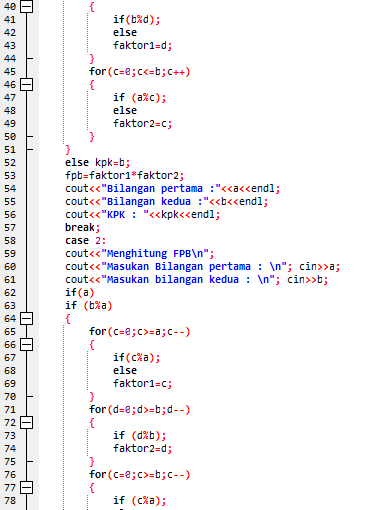 40 {
41 if(b%d);
42 else
43 faktor1=d;
44 }
45 for(c=0;c<=b;c++)
46 {
47 if (a%c);
48 else
49 faktor2=c;
50 }
51 }
52 else kpk=b;
53 fpb=faktor1*faktor2;
54 cout<<"Bilangan pertama :"<<a<<endl;
55 cout<<"Bilangan kedua :"<<b<<endl;
56 cout<<"KPK : "<<kpk<<endl;
57 break;
58 case 2:
59 cout<<"Menghitung FPB\n";
60 cout<<"Masukan Bilangan pertama : \n"; cin>>a;
61 cout<<"Masukan bilangan kedua : \n"; cin>>b;
62 if(a)
63 if (b%a)
64 {
65 for(c=0;c>=a;c--)
66 {
67 if(c%a);
68 else
69 faktor1=c;
70 }
71 for(d=0;d>=b;d--)
72 {
73 if (d%b);
74 faktor2=d;
75 }
76 for(c=0;c>=b;c--)
77 {
78 if (c%a);